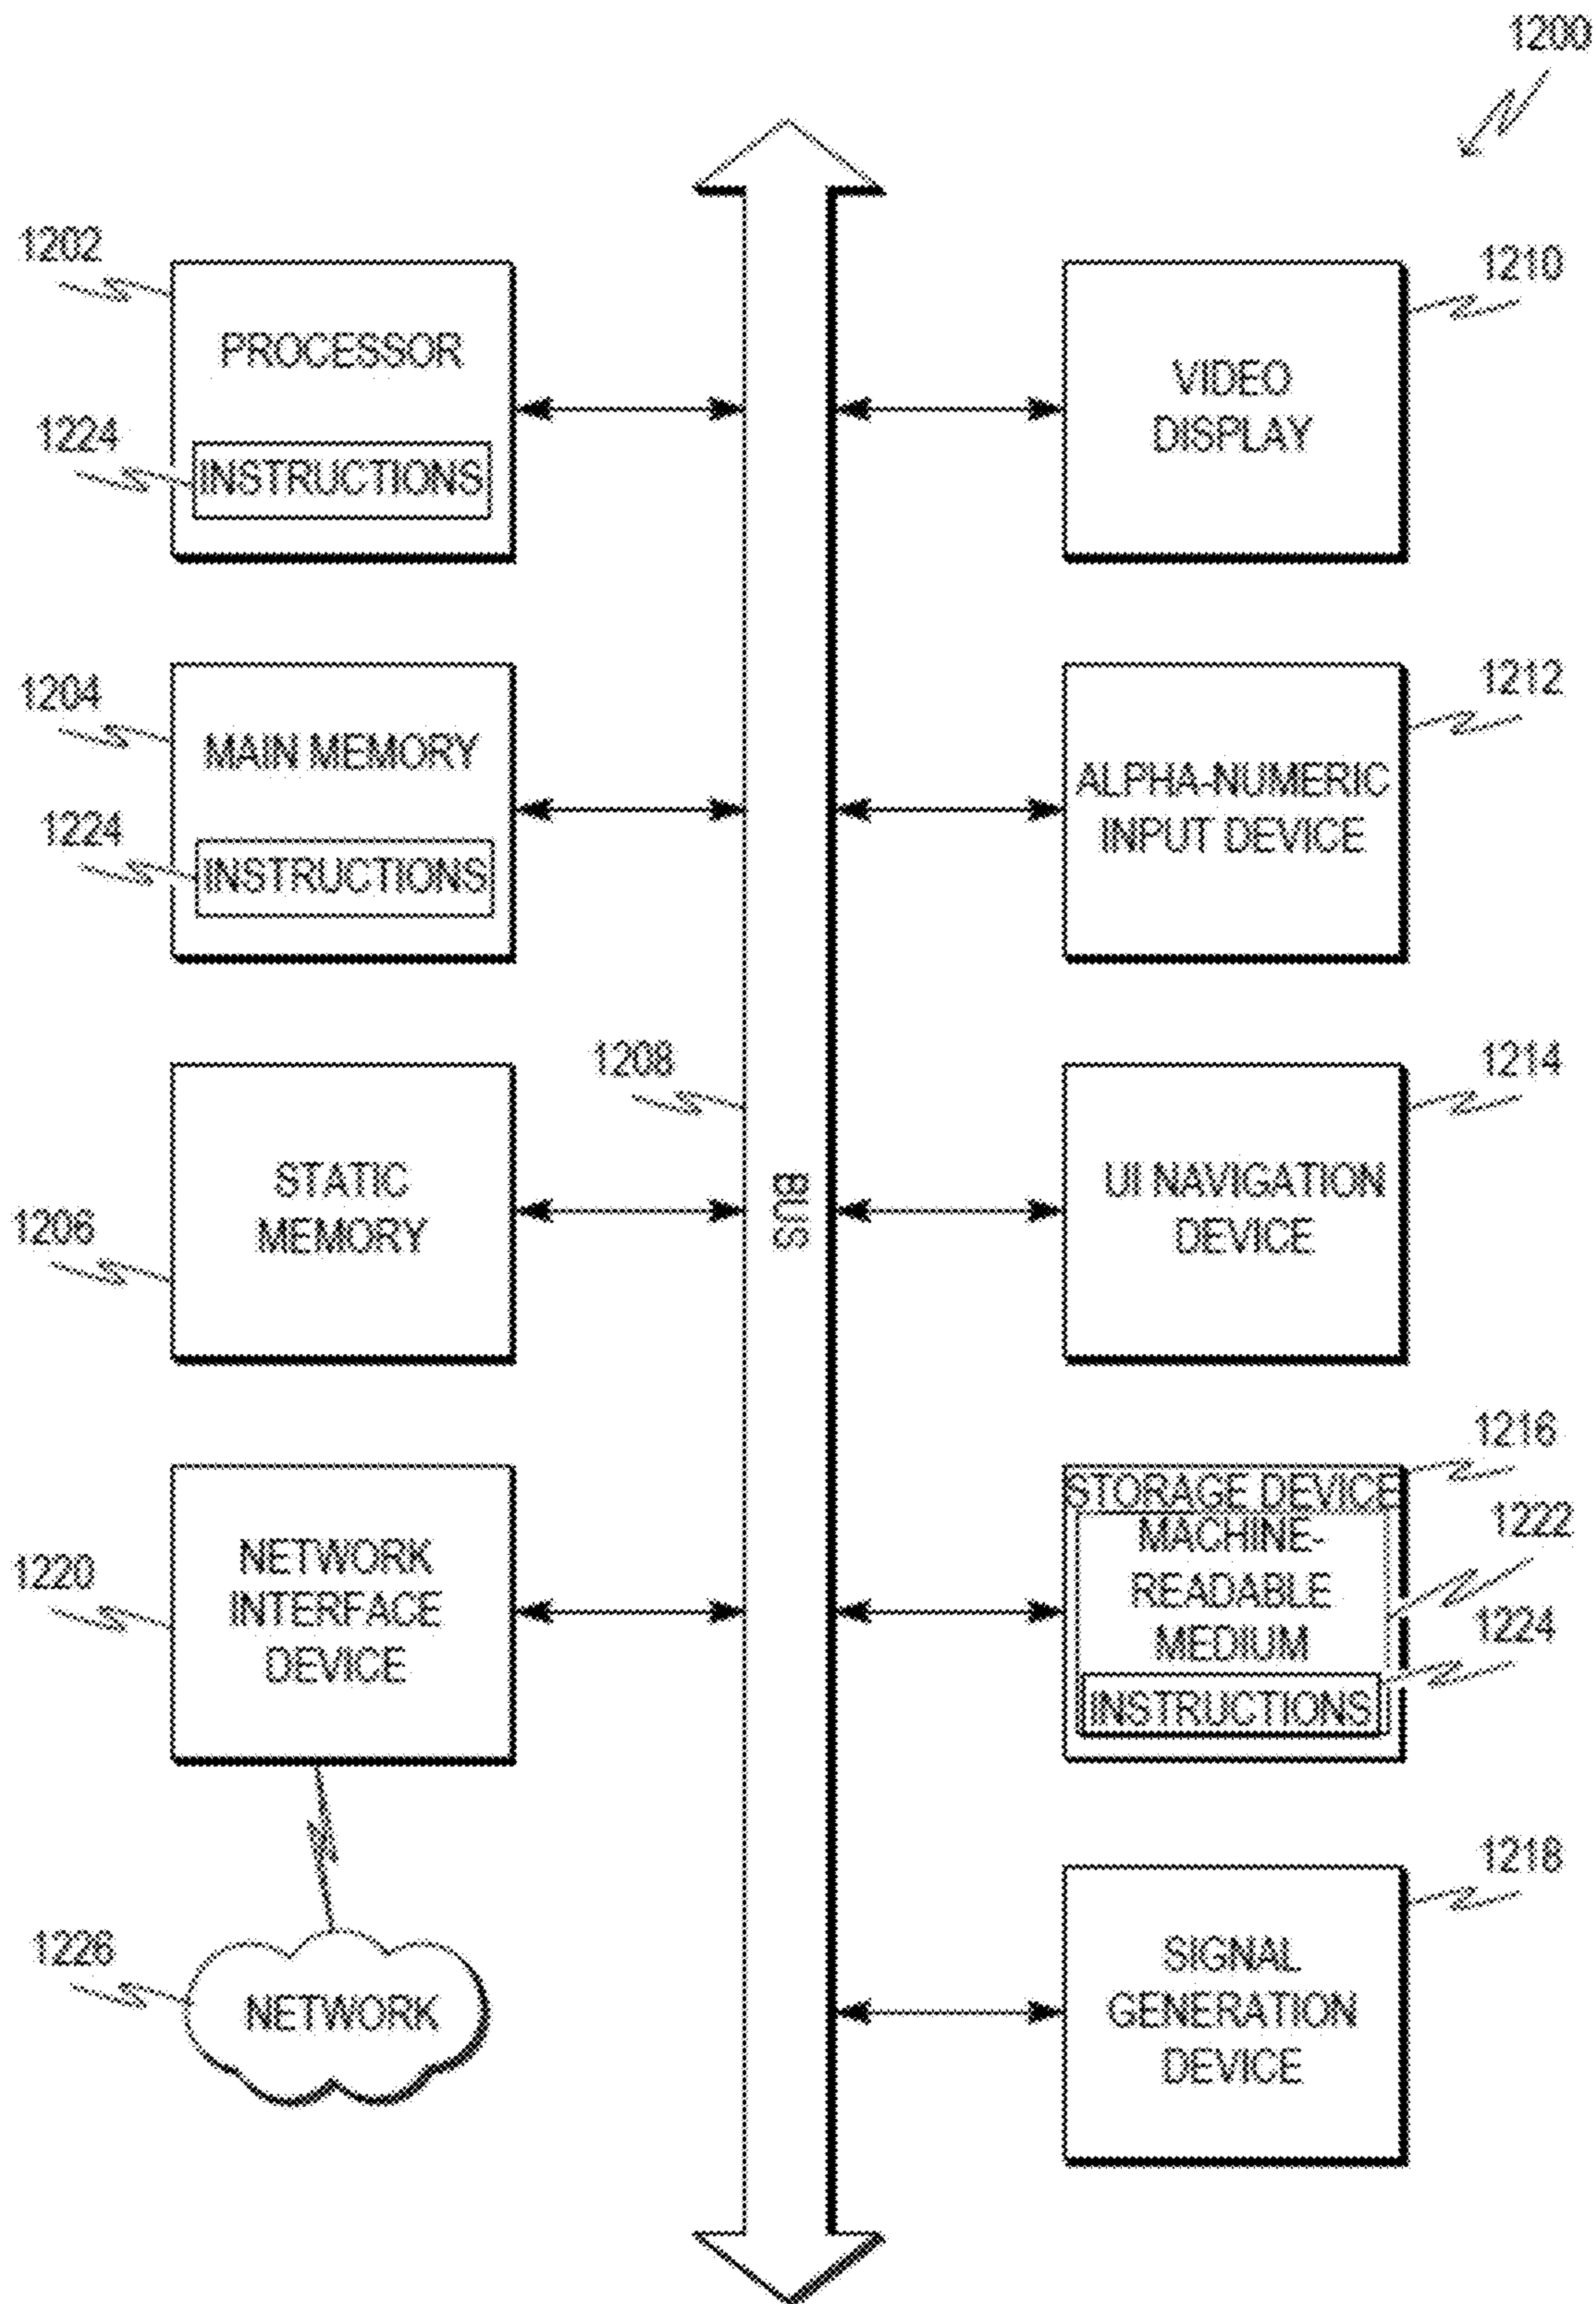 1200
1202
PROCESSOR
1224
INSTRUCTIONS
1204
MAIN MEMORY
1224
INSTRUCTIONS
1206
STATIC
MEMORY
1220
NETWORK
INTERFACE
DEVICE
1226
NETWORK
1208
BUS
1210
VIDEO
DISPLAY
1212
ALPHA-NUMERIC
INPUT DEVICE
1214
UI NAVIGATION
DEVICE
1216
STORAGE DEVICE
1222
MACHINE-
READABLE
MEDIUM
1224
INSTRUCTIONS
1218
SIGNAL
GENERATION
DEVICE